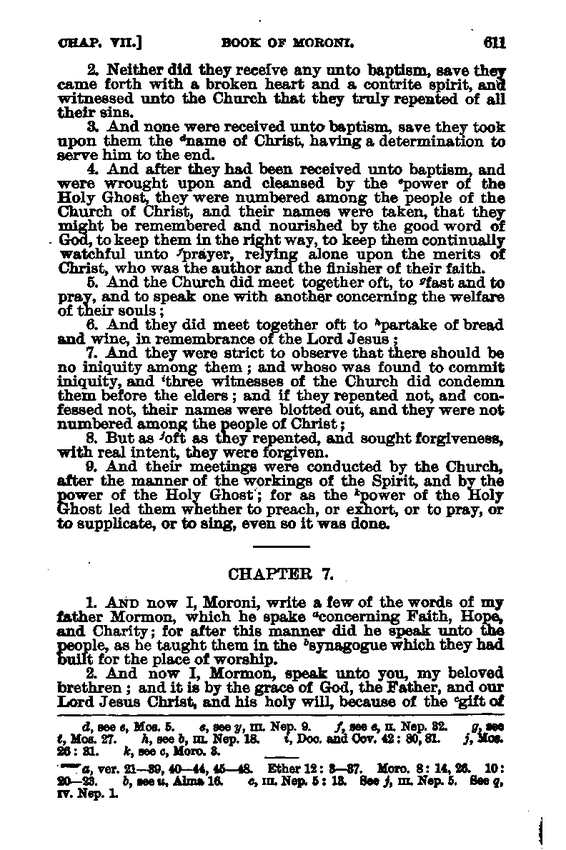 CHAP. VII.] BOOK OF MORONI. 611
2. Neither did they receive any unto baptism, save they
came forth with a broken heart and a contrite spirit, and
witnessed unto the Church that they truly repented of all
their sins.
3. And none were received unto baptism, save they took
upon them the dname of Christ, having a determination to
serve him to the end.
4. And after they had been received unto baptism, and
were wrought upon and cleansed by the epower of the
Holy Ghost, they were numbered among the people of the
Church of Christ, and their names were taken, that they
might be remembered and nourished by the good word of
God, to keep them in the right way, to keep them continually
watchful unto fprayer, relying alone upon the merits of
Christ, who was the author and the finisher of their faith.
5. And the Church did meet together oft, to gfast and to
pray, and to speak one with another concerning the welfare
of their souls;
6. And they did meet together oft to hpartake of bread
and wine, in remembrance of the Lord Jesus;
7. And they were strict to observe that there should be
no iniquity among them; and whoso was found to commit
iniquity, and ithree witnesses of the Church did condemn
them before the elders; and if they repented not, and con-
fessed not, their names were blotted out, and they were not
numbered among the people of Christ;
8. But as joft as they repented, and sought forgiveness,
with real intent, they were forgiven.
9. And their meetings were conducted by the Church,
after the manner of the workings of the Spirit, and by the
power of the Holy Ghost; for as the kpower of the Holy
Ghost led them whether to preach, or exhort, or to pray, or
to supplicate, or to sing, even so it was done.
CHAPTER 7.
1. AND now I, Moroni, write a few of the words of my
father Mormon, which he spake aconcerning Faith, Hope,
and Charity; for after this manner did he speak unto the
people, as he taught them in the bsynagogue which they had
built for the place of worship.
2. And now I, Mormon, speak unto you, my beloved
brethren; and it is by the grace of God, the Father, and our
Lord Jesus Christ, and his holy will, because of the cgift of
d, see e, Mos. 5. e, see y, III. Nep. 9. f, see e, II. Nep. 32. g, see
t, Mos. 27. h, see b, III. Nep. 18. i, Doc. and Cov. 42: 80, 81. j, Mos.
26: 31. k, see c, Moro. 3.
a, ver. 21—39, 40—44, 45—48. Ether 12: 3—37. Moro. 8: 14, 26. 10:
20—23. b, see u, Alma 16. c, III. Nep. 5: 13. See j, III. Nep. 5. See q,
IV. Nep. 1.